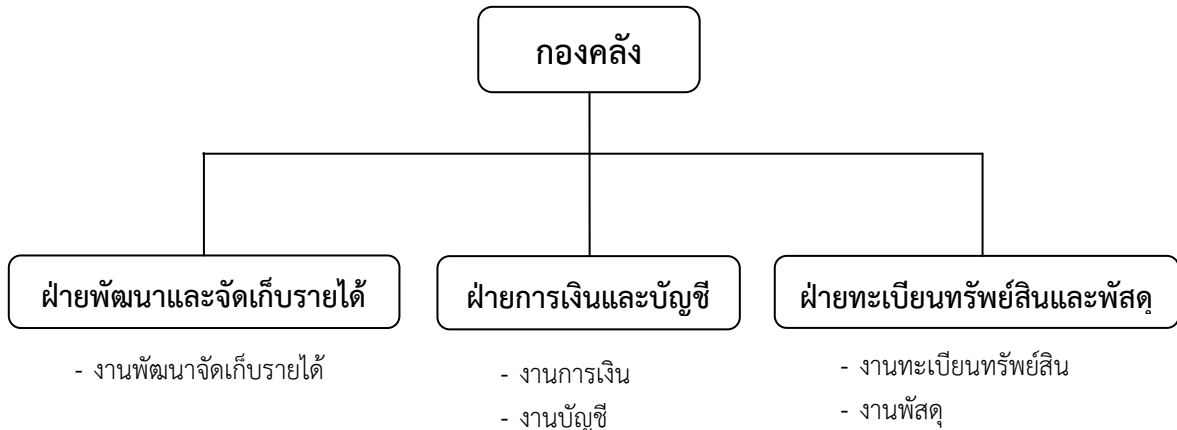 กองคลัง
ฝ่ายพัฒนาและจัดเก็บรายได้
ฝ่ายการเงินและบัญชี
ฝ่ายทะเบียนทรัพย์สินและพัสดุ
- งานพัฒนาจัดเก็บรายได้
- งานการเงิน
- งานบัญชี
- งานทะเบียนทรัพย์สิน
- งานพัสดุ